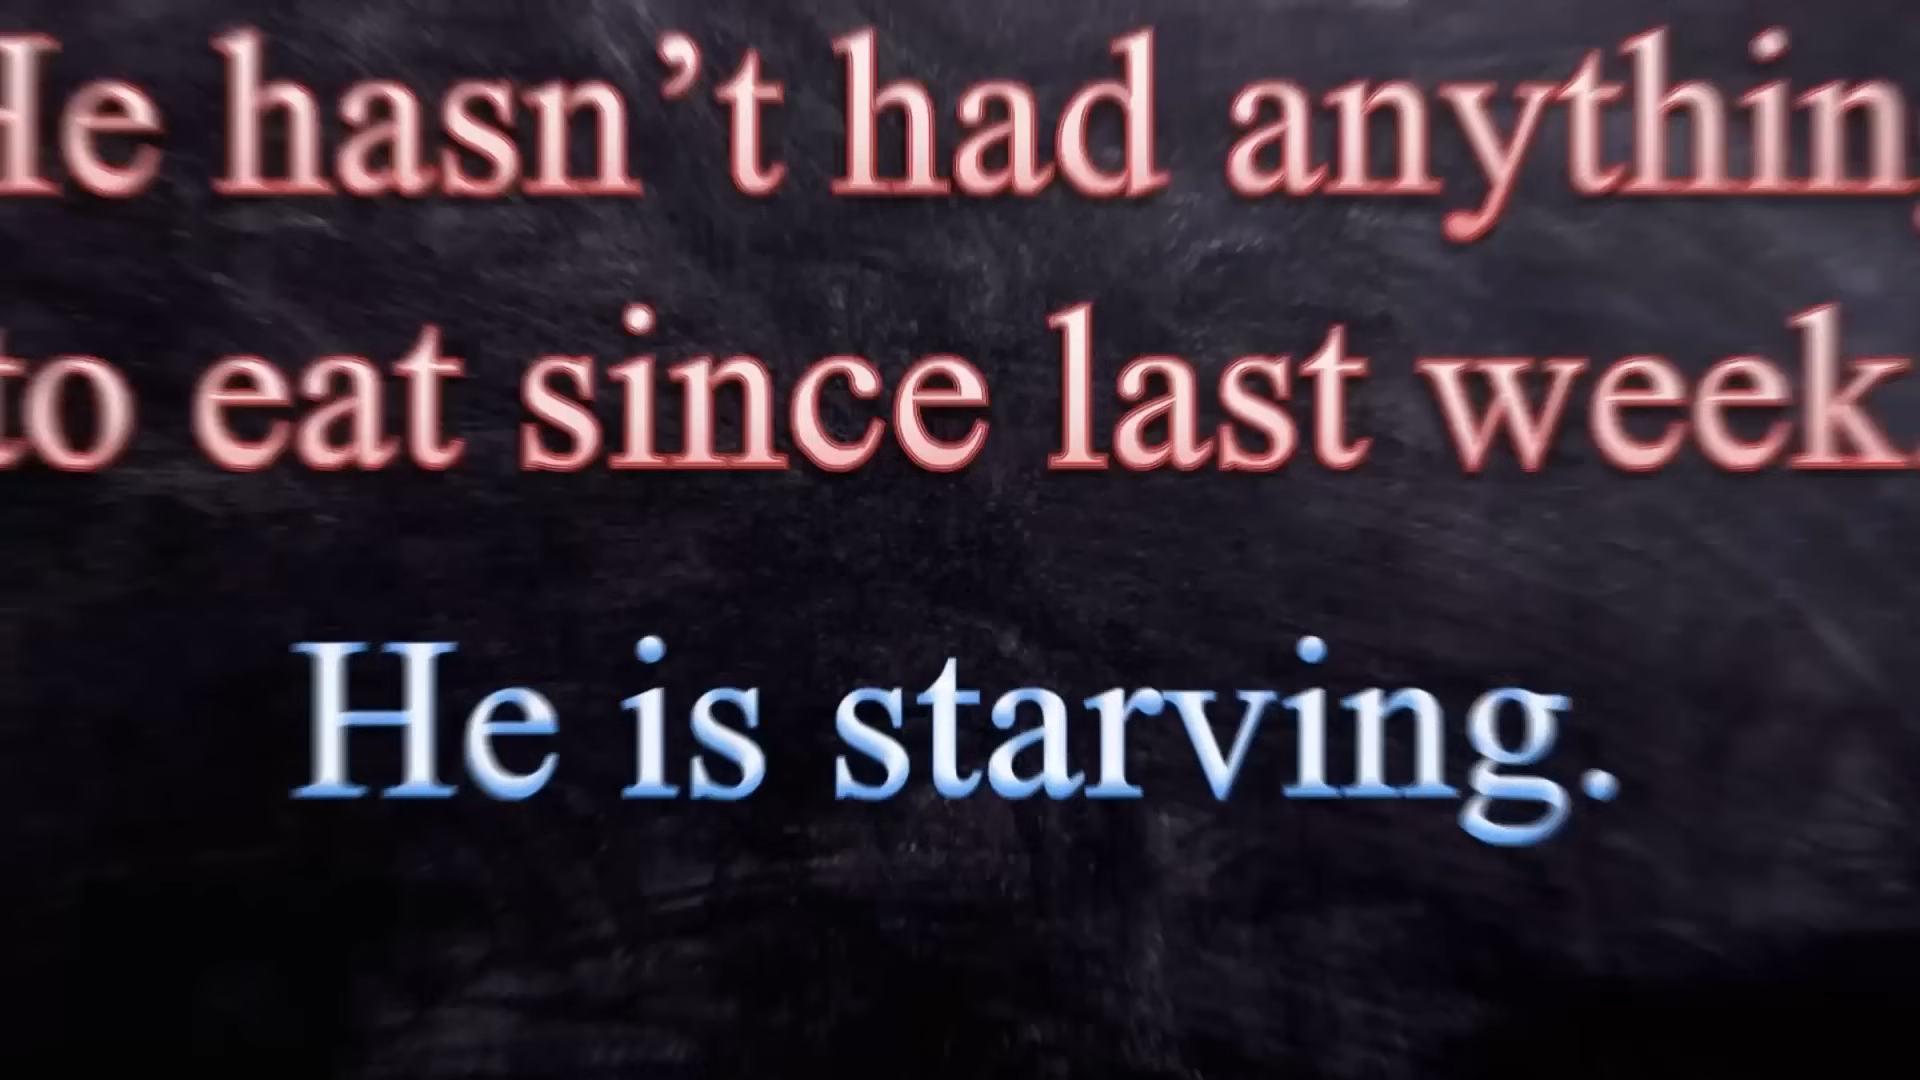 He hasn’t had anything
to eat since last week.
He is starving.